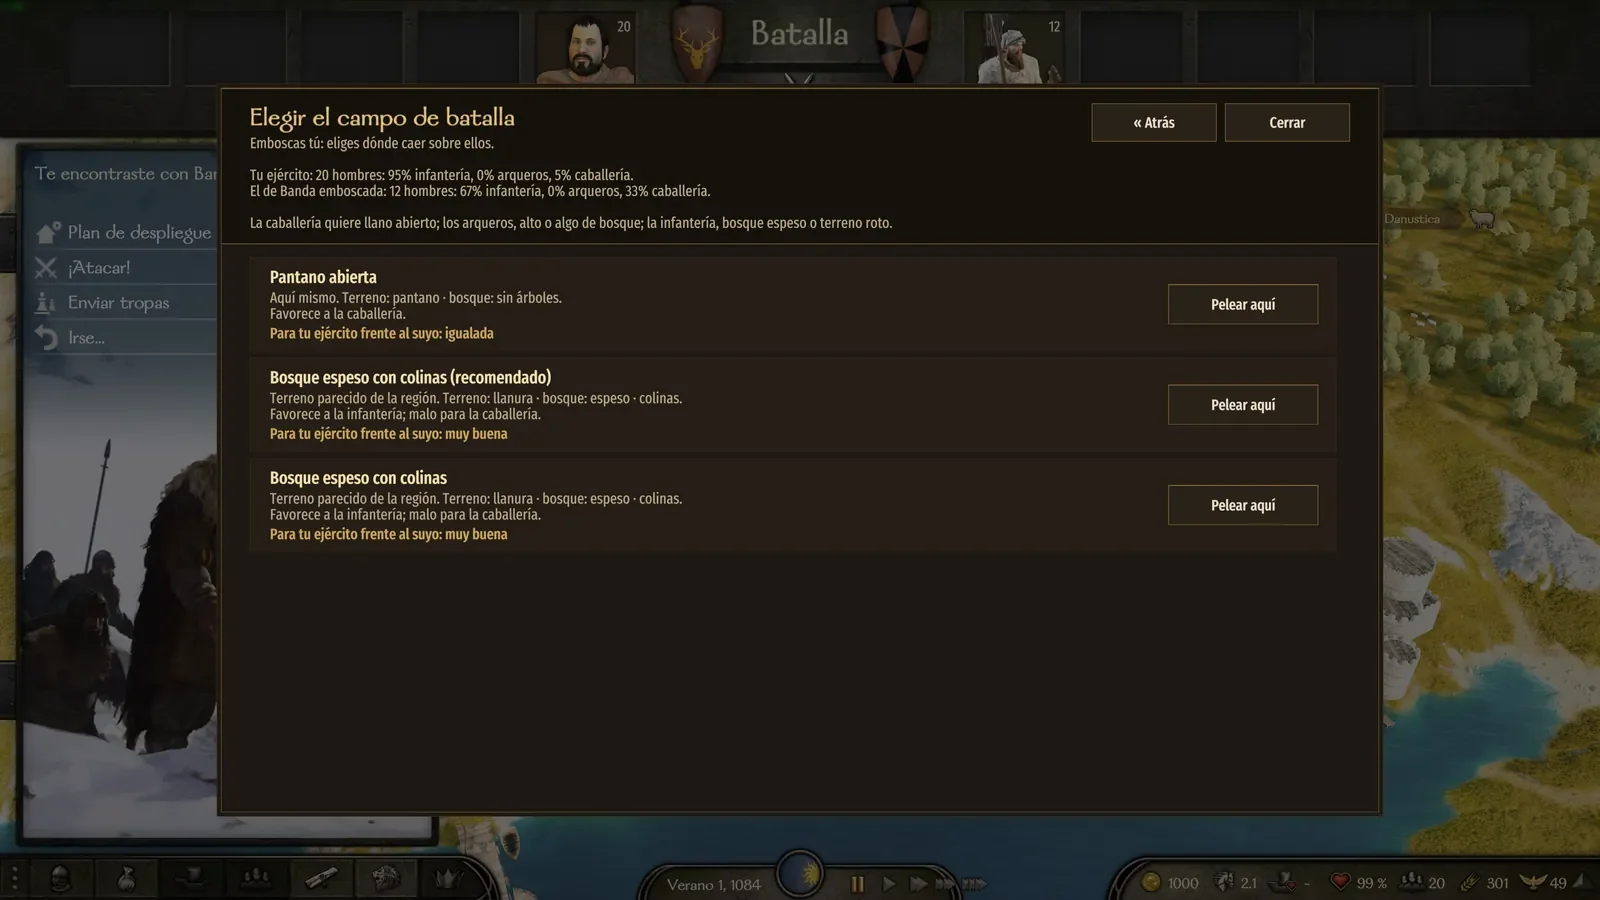 20
Batalla
12
Elegir el campo de batalla
Emboscas tú: eliges dónde caer sobre ellos.
« Atrás
Cerrar
Tu ejército: 20 hombres: 95% infantería, 0% arqueros, 5% caballería.
El de Banda emboscada: 12 hombres: 67% infantería, 0% arqueros, 33% caballería.
La caballería quiere llano abierto; los arqueros, alto o algo de bosque; la infantería, bosque espeso o terreno roto.
Te encontraste con Ban
Plan de despliegue
¡Atacar!
Enviar tropas
Irse...
Danustica
Pantano abierta
Aquí mismo. Terreno: pantano · bosque: sin árboles.
Favorece a la caballería.
Para tu ejército frente al suyo: igualada
Pelear aquí
Bosque espeso con colinas (recomendado)
Terreno parecido de la región. Terreno: llanura · bosque: espeso · colinas.
Favorece a la infantería; malo para la caballería.
Para tu ejército frente al suyo: muy buena
Pelear aquí
Bosque espeso con colinas
Terreno parecido de la región. Terreno: llanura · bosque: espeso · colinas.
Favorece a la infantería; malo para la caballería.
Para tu ejército frente al suyo: muy buena
Pelear aquí
Verano 1, 1084
1000
2.1
-
99 %
20
301
49